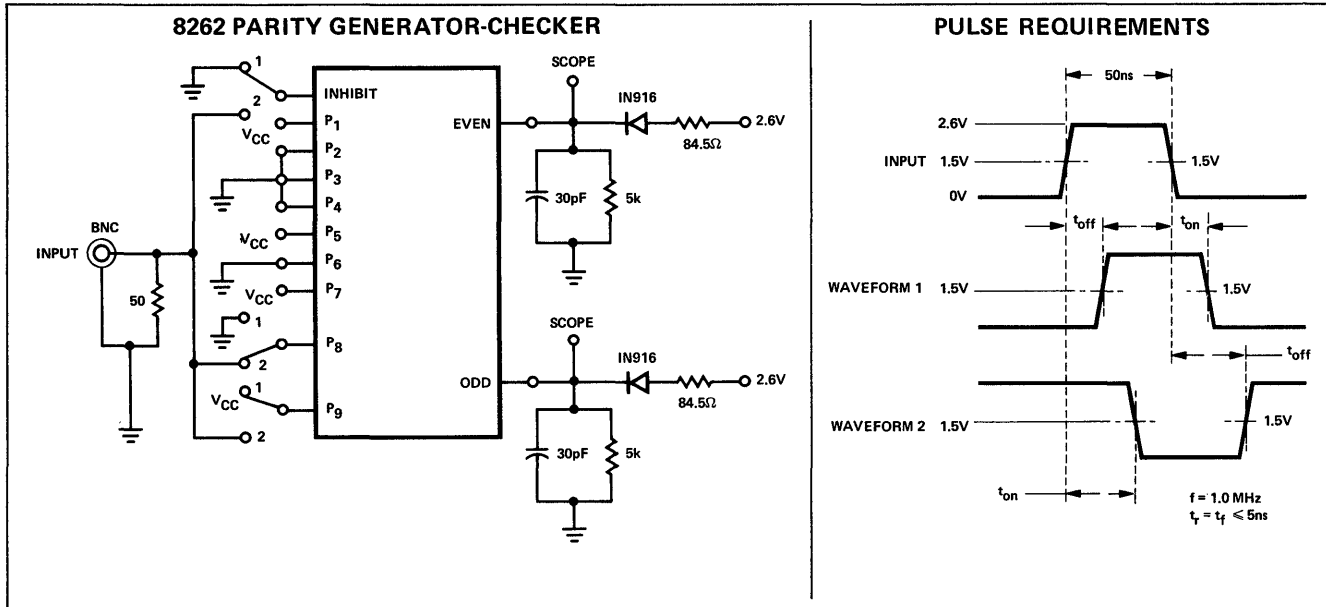 8262 PARITY GENERATOR-CHECKER
1
2
INHIBIT
VCC
P1
P2
P3
P4
VCC
P5
P6
VCC
P7
1
P8
2
VCC
1
P9
2
INPUT
BNC
50
EVEN
SCOPE
IN916
84.5Ω
2.6V
30pF
5k
ODD
SCOPE
IN916
84.5Ω
2.6V
30pF
5k
PULSE REQUIREMENTS
50ns
2.6V
INPUT 1.5V
1.5V
0V
toff
ton
WAVEFORM 1 1.5V
1.5V
toff
WAVEFORM 2 1.5V
1.5V
ton
f = 1.0 MHz
tr = tf ⩽ 5ns